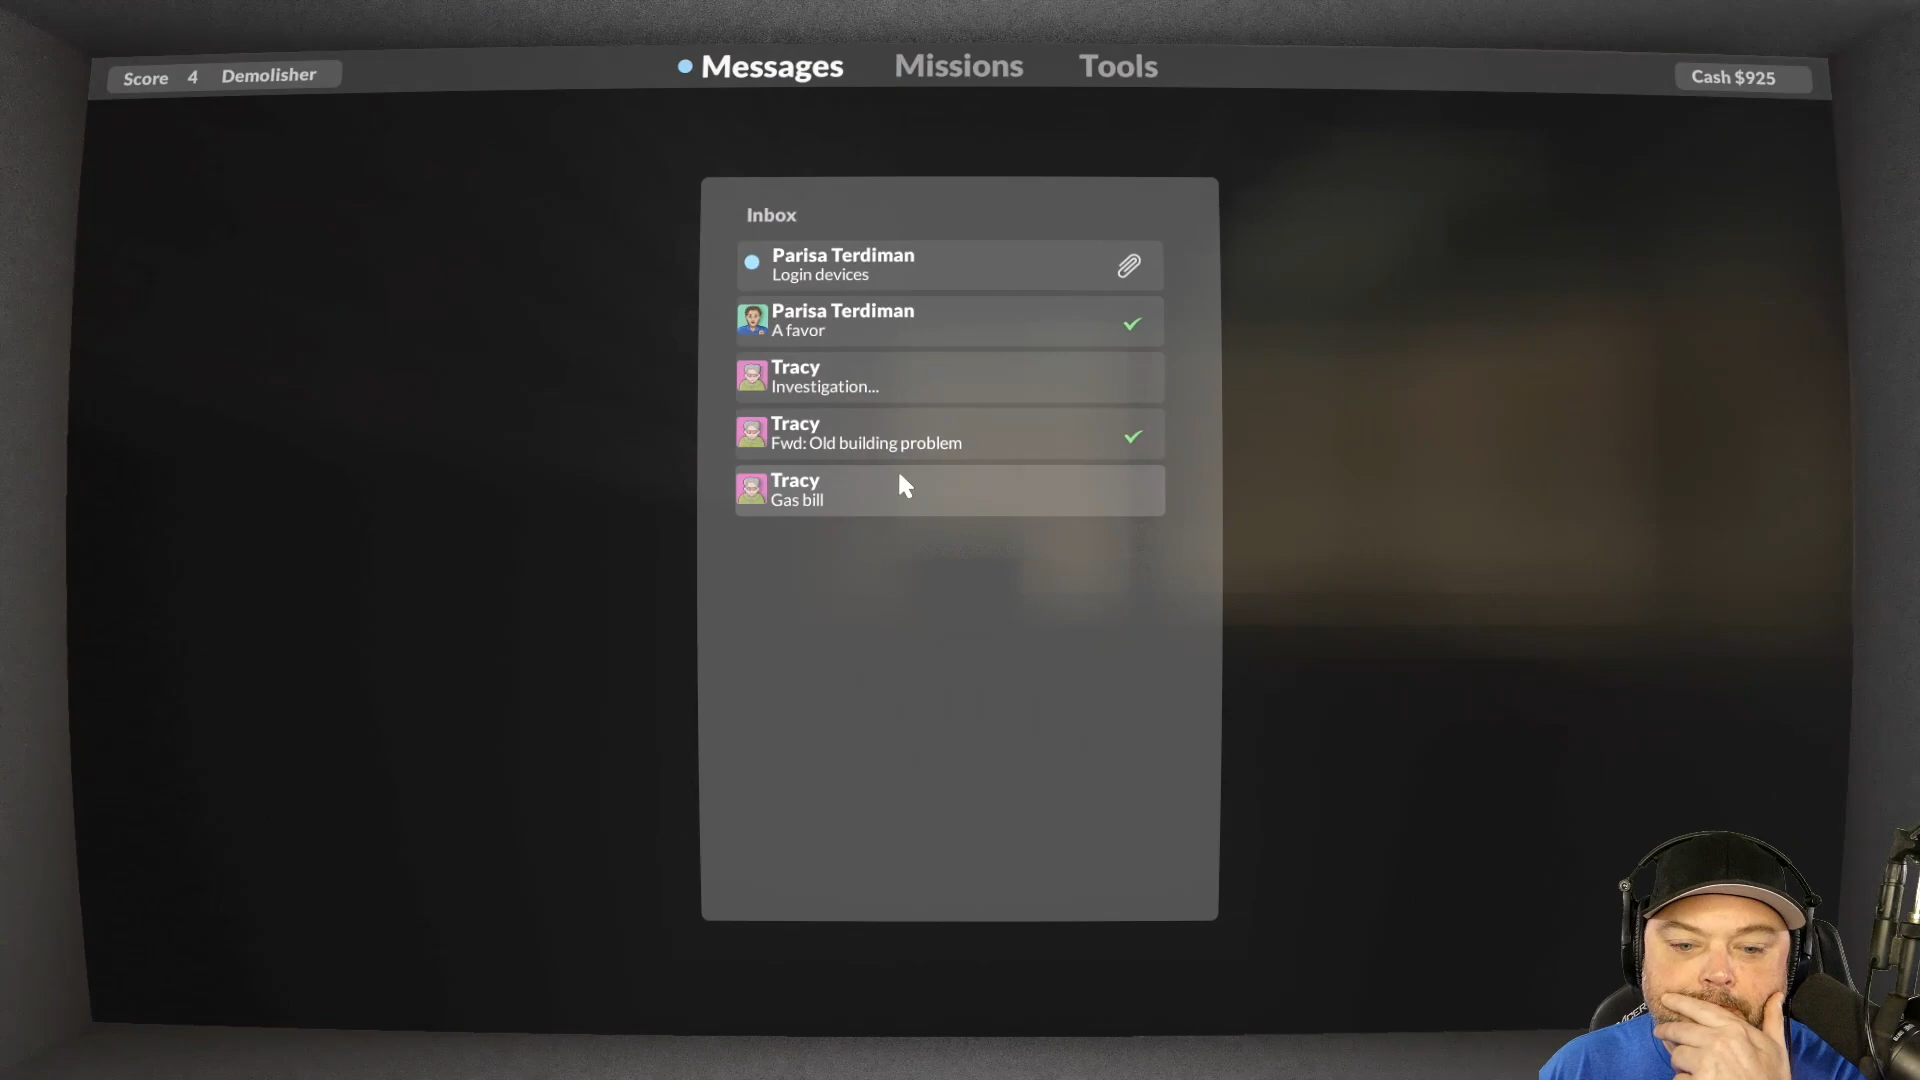 Score 4 Demolisher
Messages
Missions
Tools
Cash $925
Inbox
Parisa Terdiman
Login devices
Parisa Terdiman
A favor
Tracy
Investigation...
Tracy
Fwd: Old building problem
Tracy
Gas bill